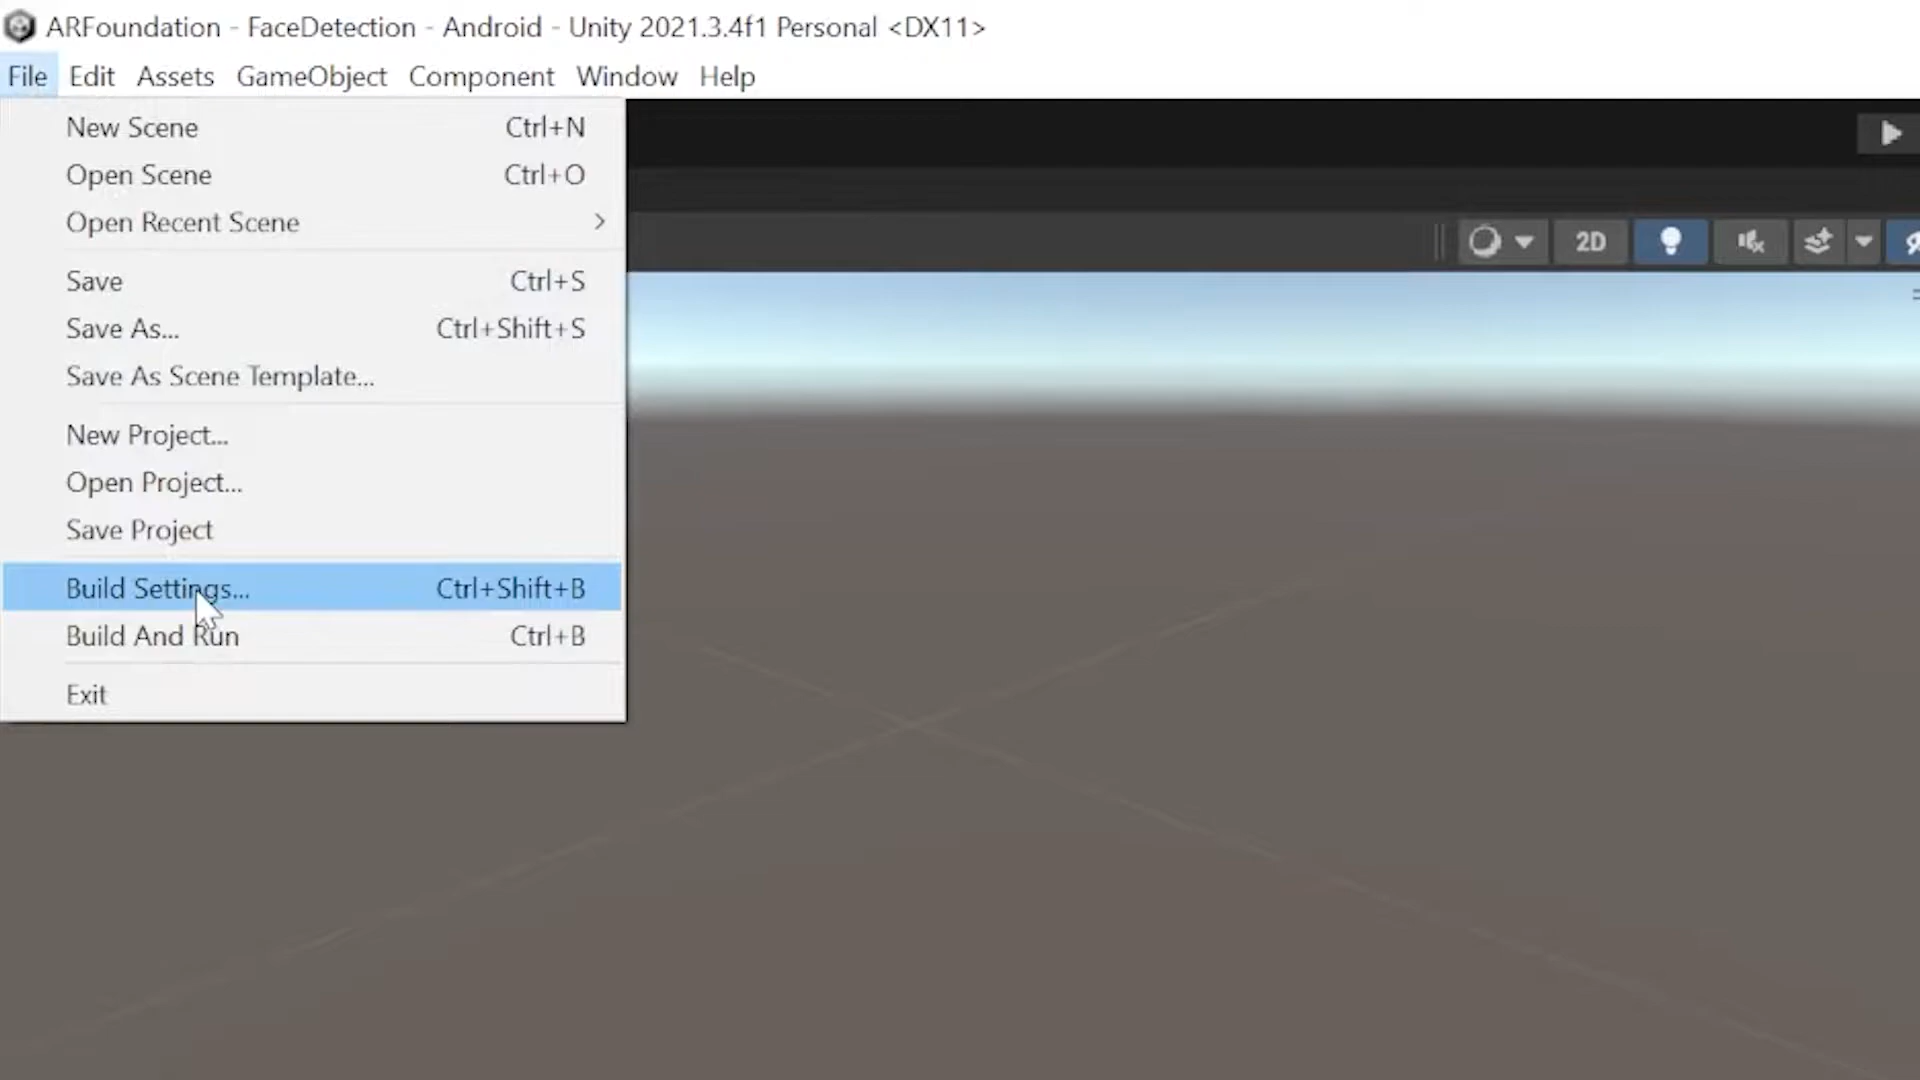 ARFoundation - FaceDetection - Android - Unity 2021.3.4f1 Personal <DX11>
File Edit Assets GameObject Component Window Help
New Scene Ctrl+N
Open Scene Ctrl+O
Open Recent Scene
2D
Save Ctrl+S
Save As... Ctrl+Shift+S
Save As Scene Template...
New Project...
Open Project...
Save Project
Build Settings... Ctrl+Shift+B
Build And Run Ctrl+B
Exit